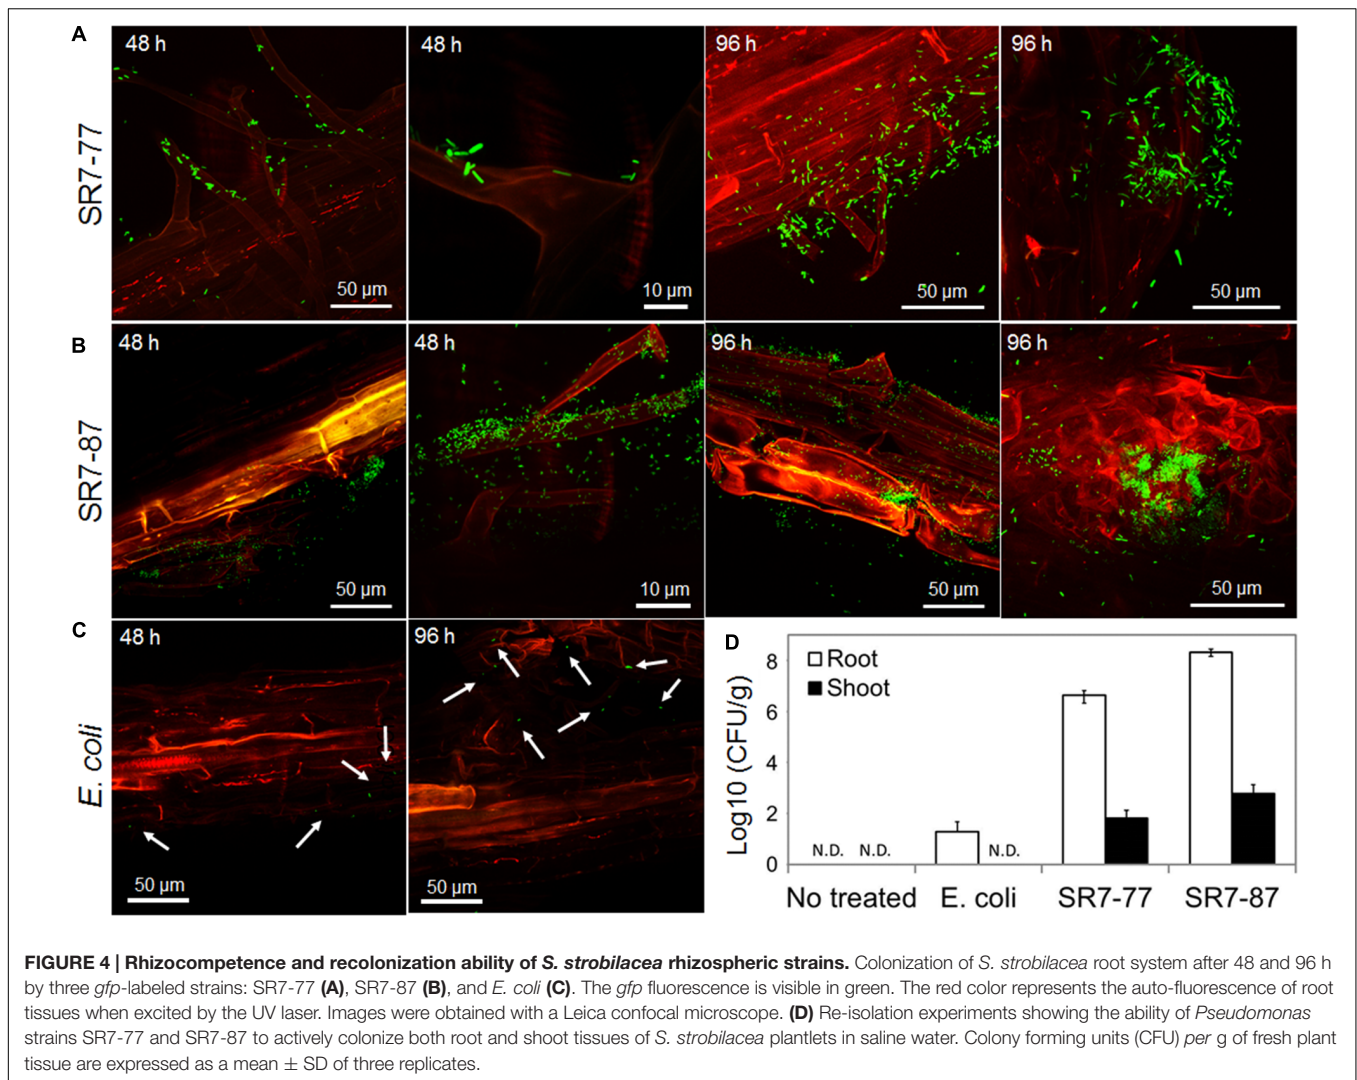 A
48 h
48 h
96 h
96 h
SR7-77
50 µm
10 µm
50 µm
50 µm
B
48 h
48 h
96 h
96 h
SR7-87
50 µm
10 µm
50 µm
50 µm
C
48 h
96 h
E. coli
50 µm
50 µm
D
Root
Shoot
Log10 (CFU/g)
8
6
4
2
0
N.D. N.D. N.D.
No treated E. coli SR7-77 SR7-87
FIGURE 4 | Rhizocompetence and recolonization ability of S. strobilacea rhizospheric strains. Colonization of S. strobilacea root system after 48 and 96 h
by three gfp-labeled strains: SR7-77 (A), SR7-87 (B), and E. coli (C). The gfp fluorescence is visible in green. The red color represents the auto-fluorescence of root
tissues when excited by the UV laser. Images were obtained with a Leica confocal microscope. (D) Re-isolation experiments showing the ability of Pseudomonas
strains SR7-77 and SR7-87 to actively colonize both root and shoot tissues of S. strobilacea plantlets in saline water. Colony forming units (CFU) per g of fresh plant
tissue are expressed as a mean ± SD of three replicates.